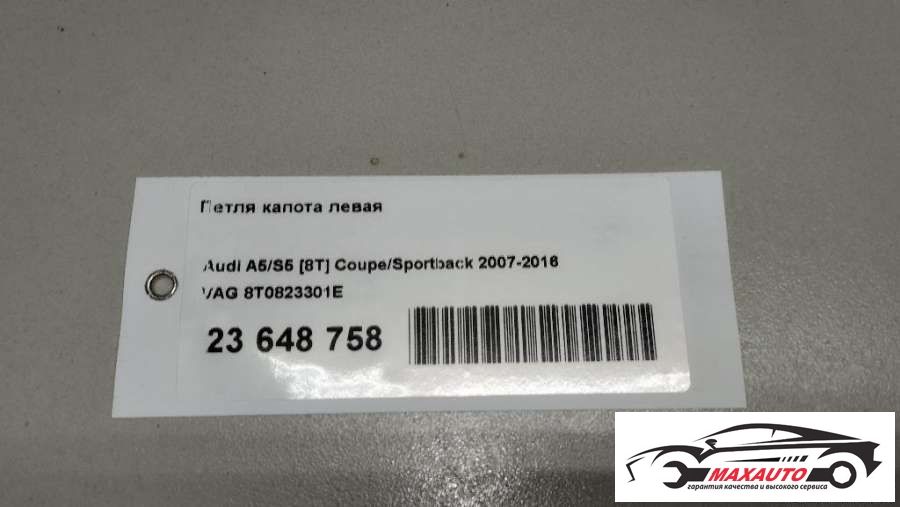 Петля капота левая
Audi A5/S5 [8T] Coupe/Sportback 2007-2016
VAG 8T0823301E
23 648 758
MAXAUTO
гарантия качества и высокого сервиса